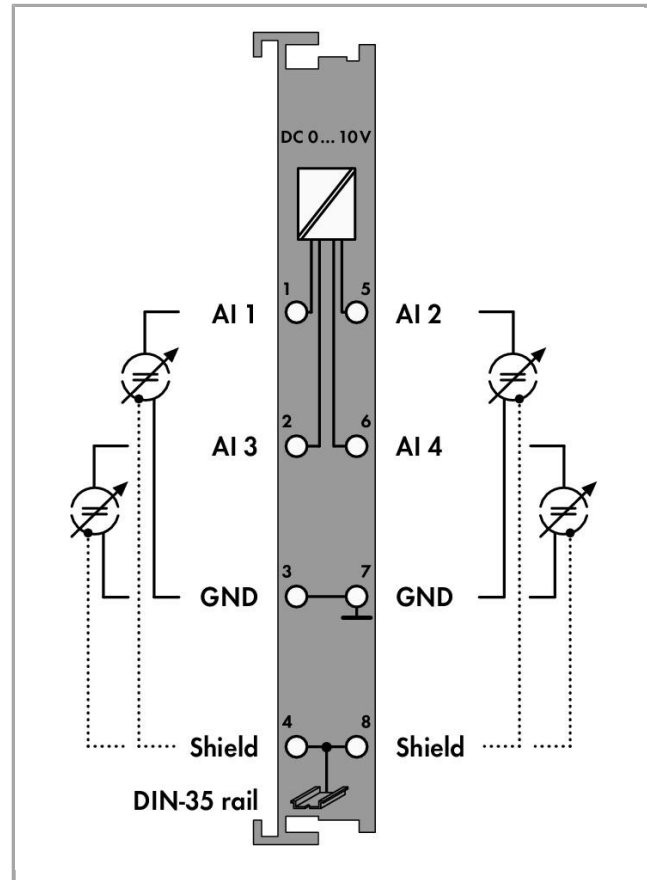 DC 0... 10 V
1 5
AI 1 AI 2
2 6
AI 3 AI 4
3 7
GND GND
4 8
Shield Shield
DIN-35 rail